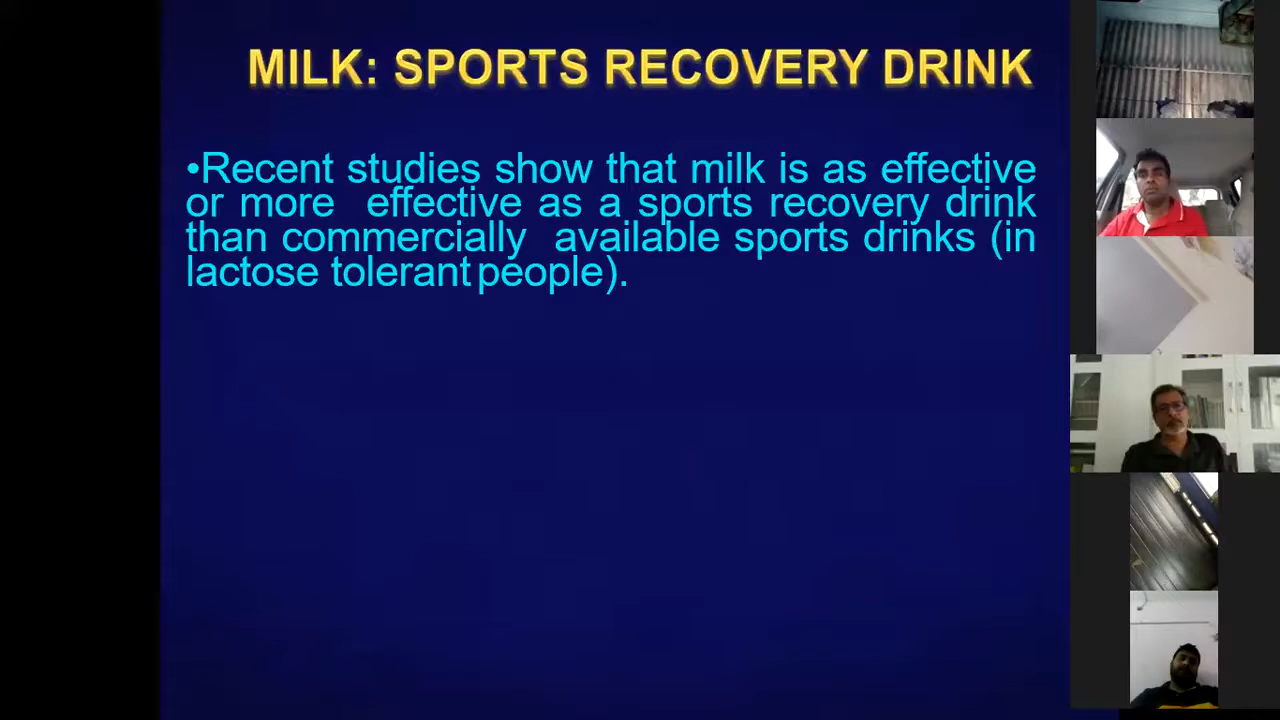 MILK: SPORTS RECOVERY DRINK
•Recent studies show that milk is as effective
or more effective as a sports recovery drink
than commercially available sports drinks (in
lactose tolerant people).